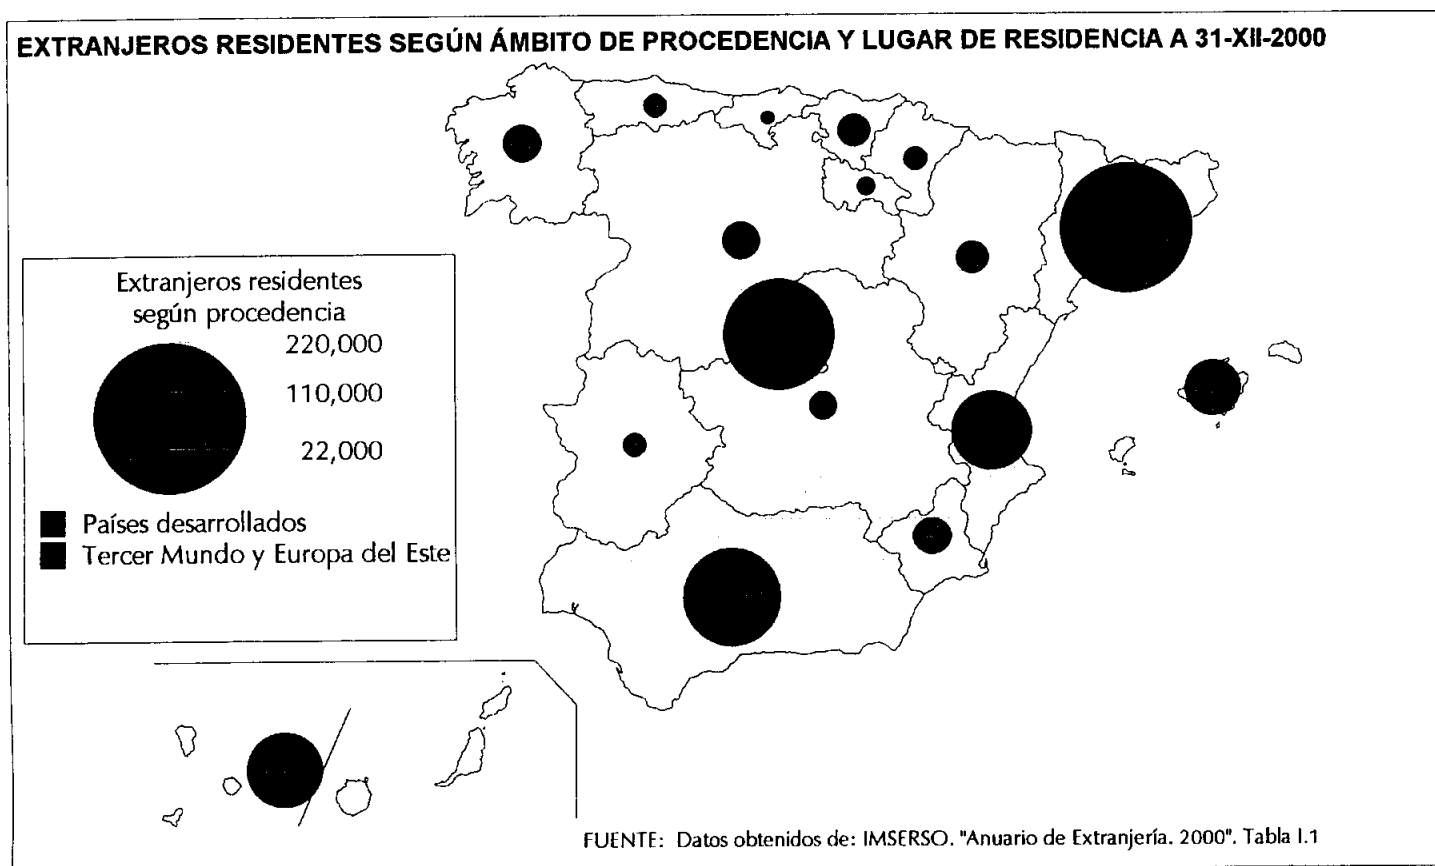 EXTRANJEROS RESIDENTES SEGÚN ÁMBITO DE PROCEDENCIA Y LUGAR DE RESIDENCIA A 31-XII-2000
Extranjeros residentes
según procedencia
220,000
110,000
22,000
Países desarrollados
Tercer Mundo y Europa del Este
FUENTE: Datos obtenidos de: IMSERSO. "Anuario de Extranjería. 2000". Tabla I.1